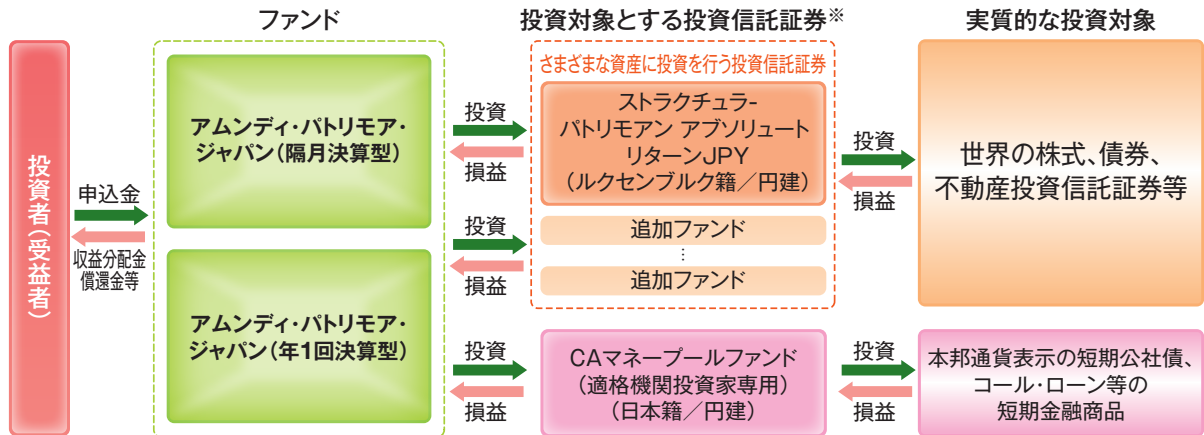 ファンド
投資対象とする投資信託証券※
実質的な投資対象
投資者（受益者）
申込金
収益分配金
償還金等
アムンディ・パトリモア・
ジャパン（隔月決算型）
アムンディ・パトリモア・
ジャパン（年1回決算型）
投資
損益
投資
損益
投資
損益
さまざまな資産に投資を行う投資信託証券
ストラクチュラ-
パトリモアン アブソリュート
リターンJPY
（ルクセンブルク籍／円建）
追加ファンド
⋮
追加ファンド
CAマネープールファンド
（適格機関投資家専用）
（日本籍／円建）
投資
損益
投資
損益
世界の株式、債券、
不動産投資信託証券等
本邦通貨表示の短期公社債、
コール・ローン等の
短期金融商品